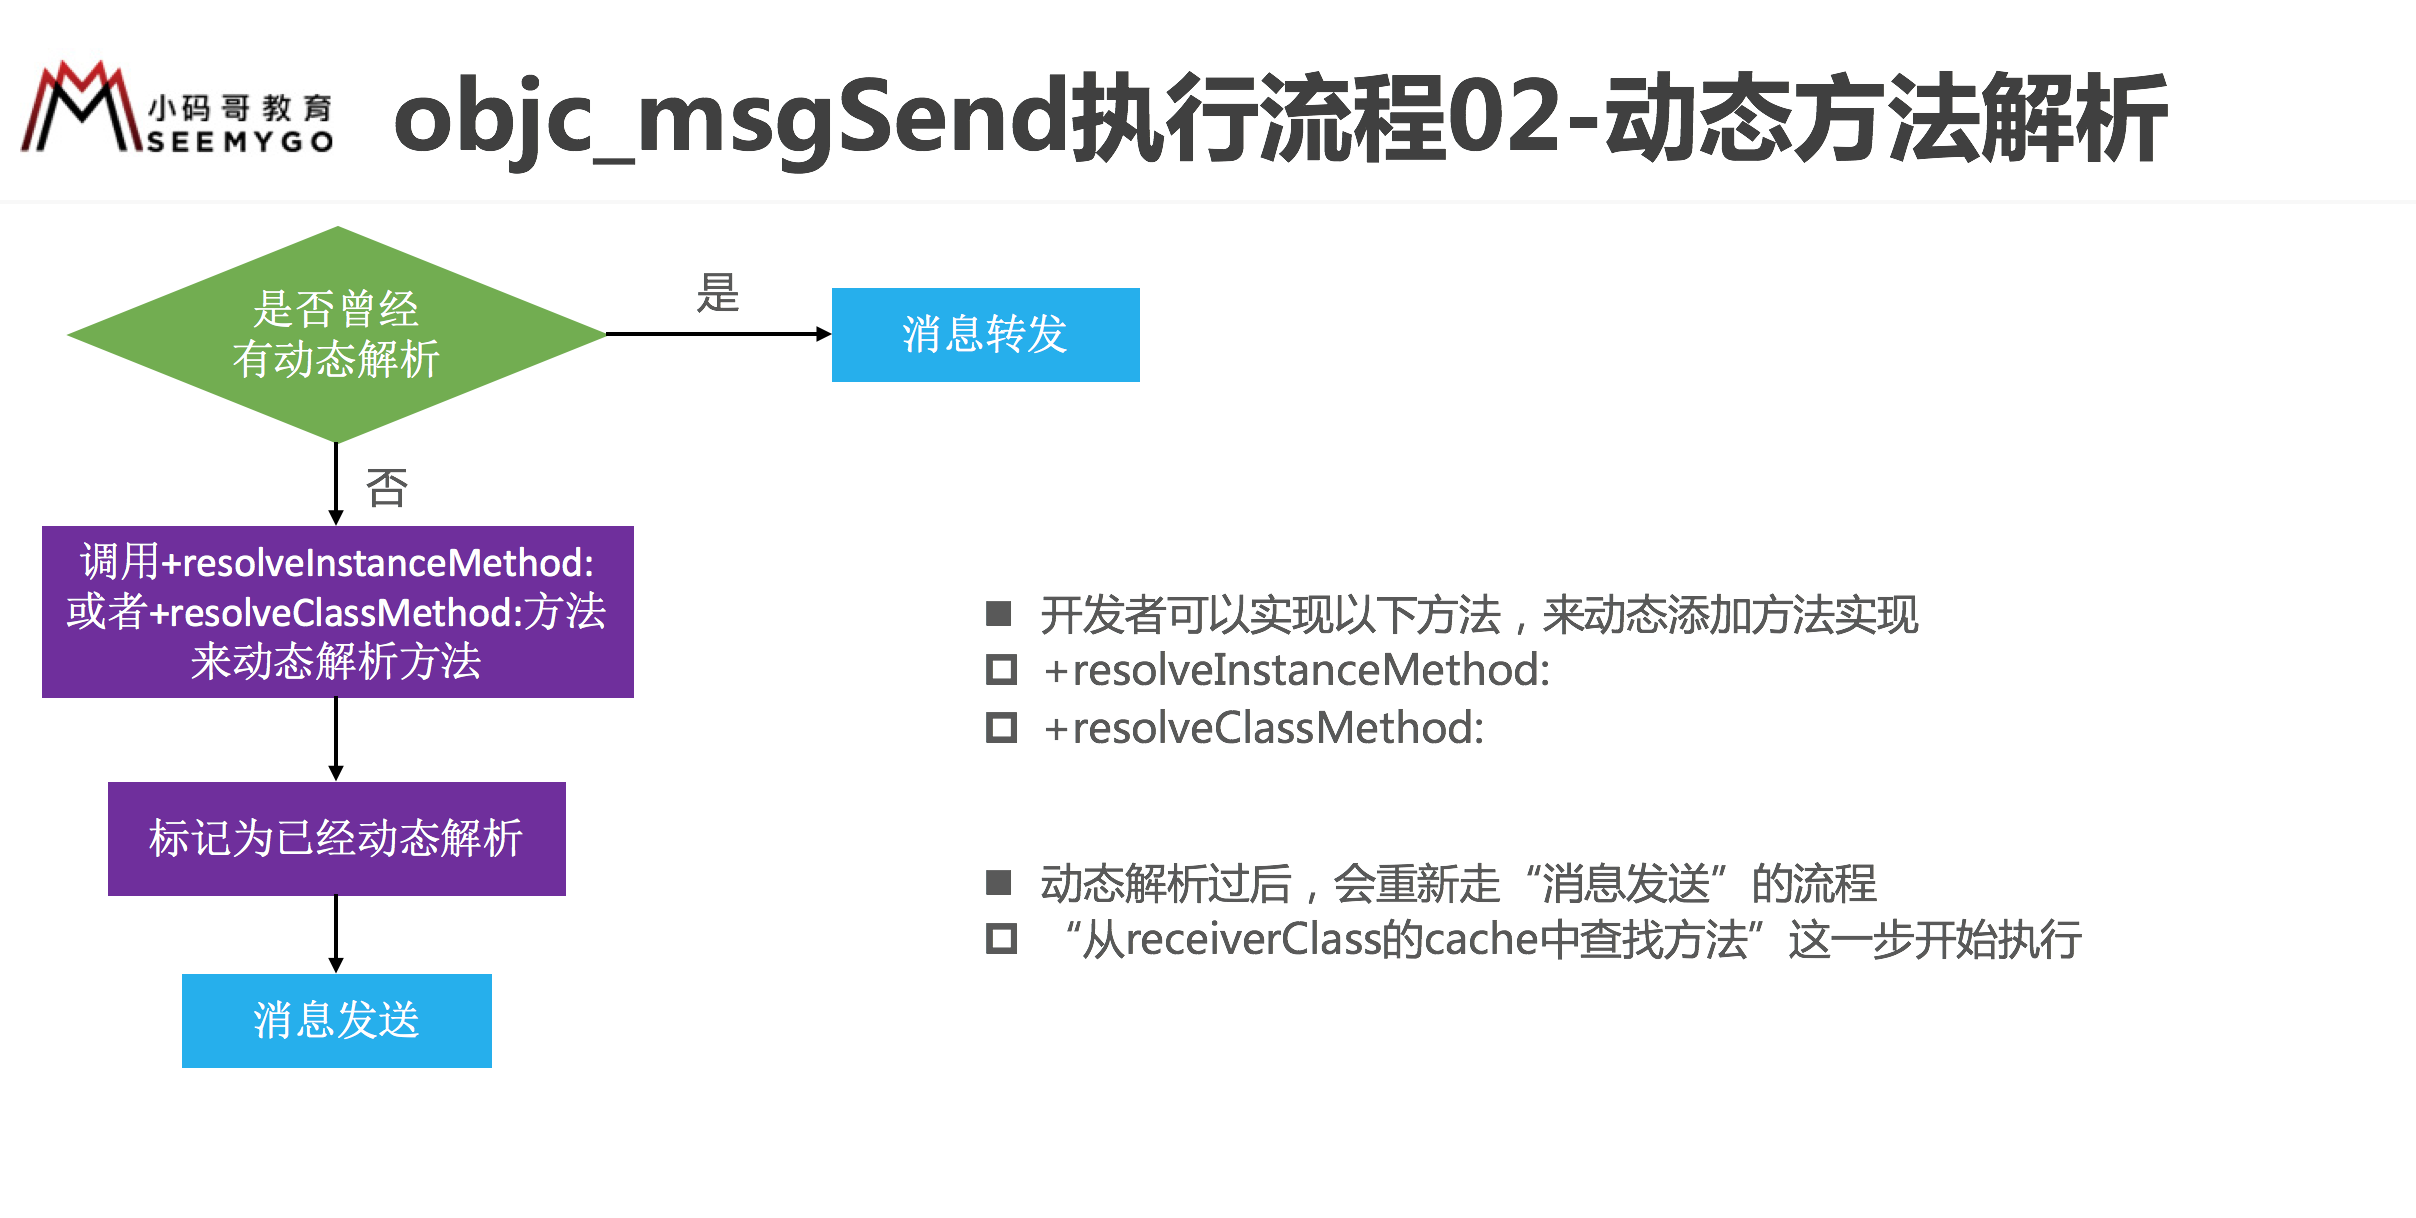 小码哥教育
SEEMYGO
objc_msgSend执行流程02-动态方法解析
是否曾经
有动态解析
是
消息转发
否
调用+resolveInstanceMethod:
或者+resolveClassMethod:方法
来动态解析方法
标记为已经动态解析
消息发送
开发者可以实现以下方法，来动态添加方法实现
+resolveInstanceMethod:
+resolveClassMethod:
动态解析过后，会重新走“消息发送”的流程
“从receiverClass的cache中查找方法”这一步开始执行